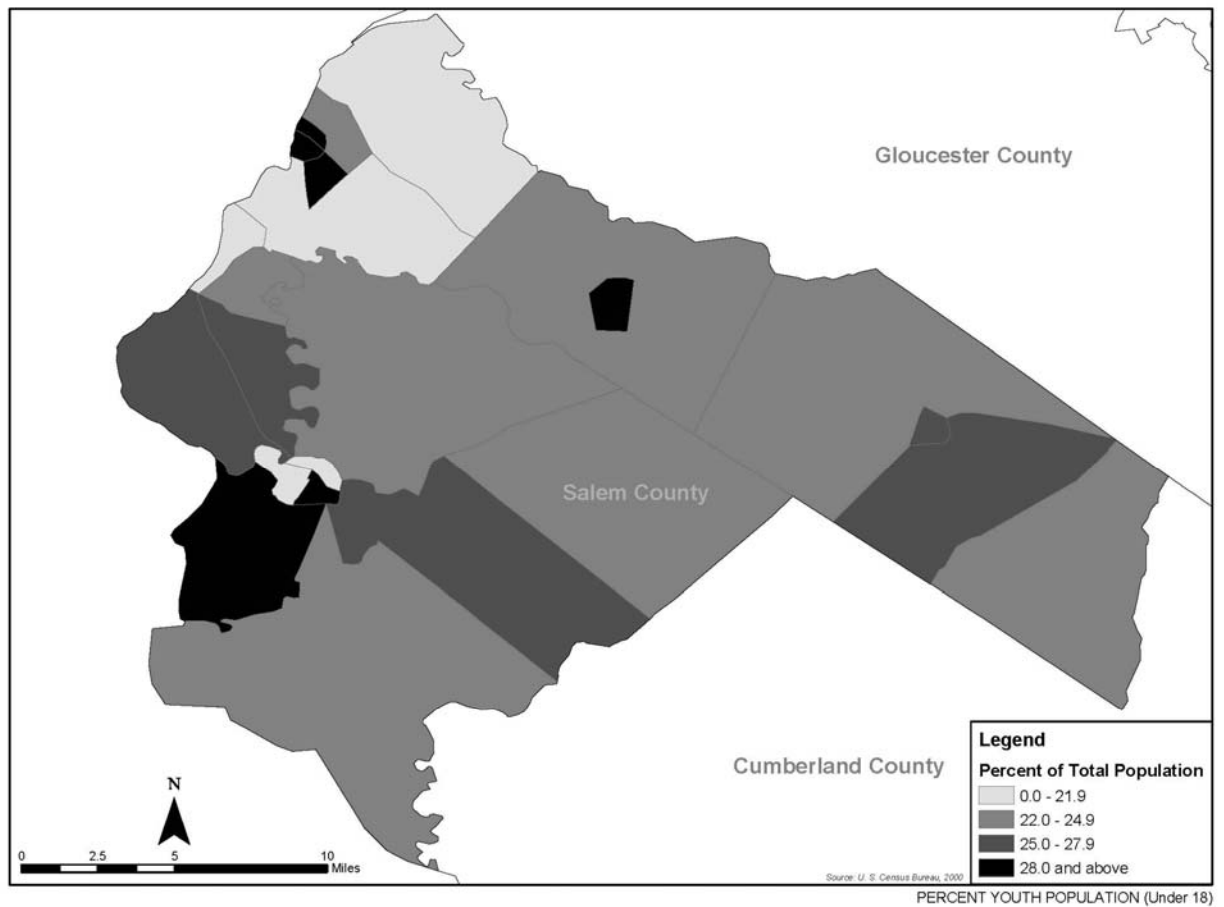 Gloucester County
Salem County
Cumberland County
Legend
Percent of Total Population
0.0 - 21.9
22.0 - 24.9
25.0 - 27.9
28.0 and above
N
0 2.5 5 10
Miles
Source: U. S. Census Bureau, 2000
PERCENT YOUTH POPULATION (Under 18)